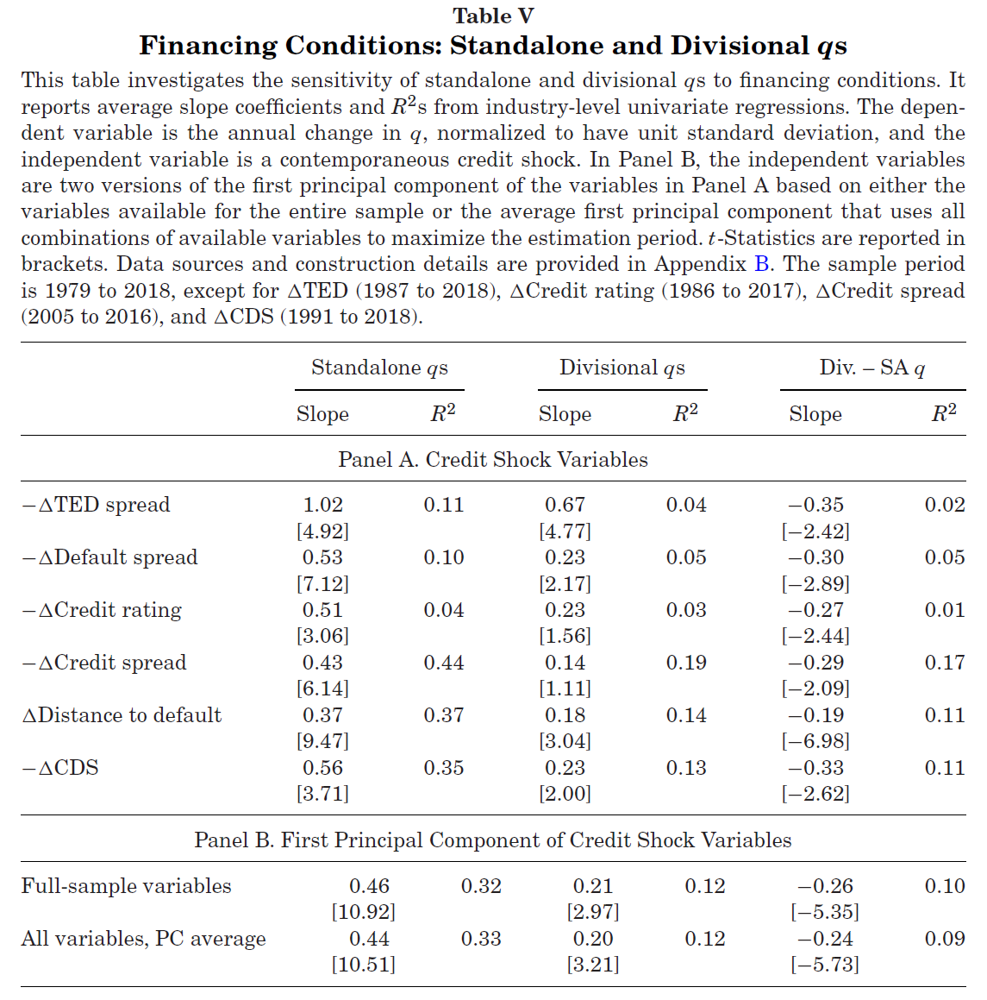 Table V
Financing Conditions: Standalone and Divisional qs
This table investigates the sensitivity of standalone and divisional qs to financing conditions. It
reports average slope coefficients and R²s from industry-level univariate regressions. The depen-
dent variable is the annual change in q, normalized to have unit standard deviation, and the
independent variable is a contemporaneous credit shock. In Panel B, the independent variables
are two versions of the first principal component of the variables in Panel A based on either the
variables available for the entire sample or the average first principal component that uses all
combinations of available variables to maximize the estimation period. t-Statistics are reported in
brackets. Data sources and construction details are provided in Appendix B. The sample period
is 1979 to 2018, except for ΔTED (1987 to 2018), ΔCredit rating (1986 to 2017), ΔCredit spread
(2005 to 2016), and ΔCDS (1991 to 2018).
Standalone qs Divisional qs Div. – SA q
Slope R² Slope R² Slope R²
Panel A. Credit Shock Variables
−ΔTED spread 1.02 0.11 0.67 0.04 −0.35 0.02
[4.92] [4.77] [−2.42]
−ΔDefault spread 0.53 0.10 0.23 0.05 −0.30 0.05
[7.12] [2.17] [−2.89]
−ΔCredit rating 0.51 0.04 0.23 0.03 −0.27 0.01
[3.06] [1.56] [−2.44]
−ΔCredit spread 0.43 0.44 0.14 0.19 −0.29 0.17
[6.14] [1.11] [−2.09]
ΔDistance to default 0.37 0.37 0.18 0.14 −0.19 0.11
[9.47] [3.04] [−6.98]
−ΔCDS 0.56 0.35 0.23 0.13 −0.33 0.11
[3.71] [2.00] [−2.62]
Panel B. First Principal Component of Credit Shock Variables
Full-sample variables 0.46 0.32 0.21 0.12 −0.26 0.10
[10.92] [2.97] [−5.35]
All variables, PC average 0.44 0.33 0.20 0.12 −0.24 0.09
[10.51] [3.21] [−5.73]